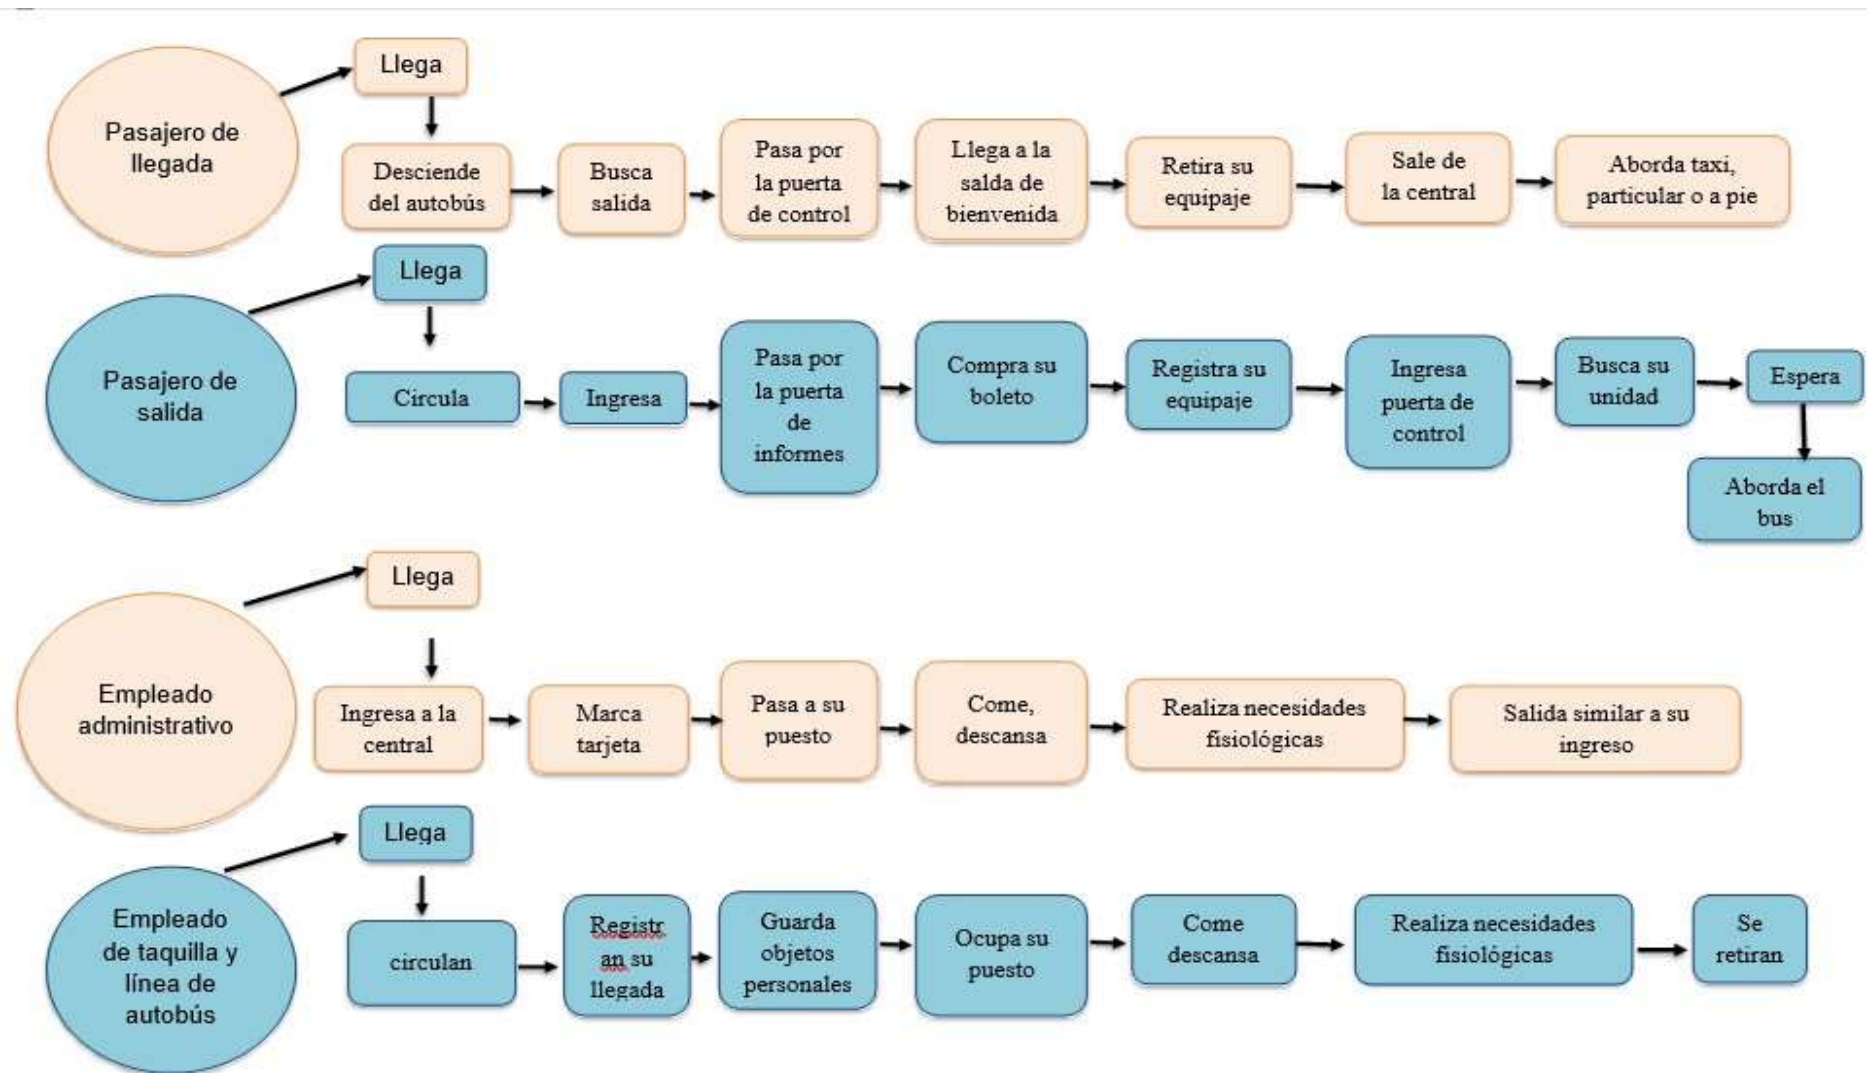 Llega
Pasajero de
llegada
Desciende
del autobús
Busca
salida
Pasa por
la puerta
de control
Llega a la
salda de
bienvenida
Retira su
equipaje
Sale de
la central
Aborda taxi,
particular o a pie
Llega
Pasajero de
salida
Circula
Ingresa
Pasa por
la puerta
de
informes
Compra su
boleto
Registra su
equipaje
Ingresa
puerta de
control
Busca su
unidad
Espera
Aborda el
bus
Llega
Empleado
administrativo
Ingresa a la
central
Marca
tarjeta
Pasa a su
puesto
Come,
descansa
Realiza necesidades
fisiológicas
Salida similar a su
ingreso
Llega
Empleado
de taquilla y
línea de
autobús
circulan
Registr
an su
llegada
Guarda
objetos
personales
Ocupa su
puesto
Come
descansa
Realiza necesidades
fisiológicas
Se
retiran